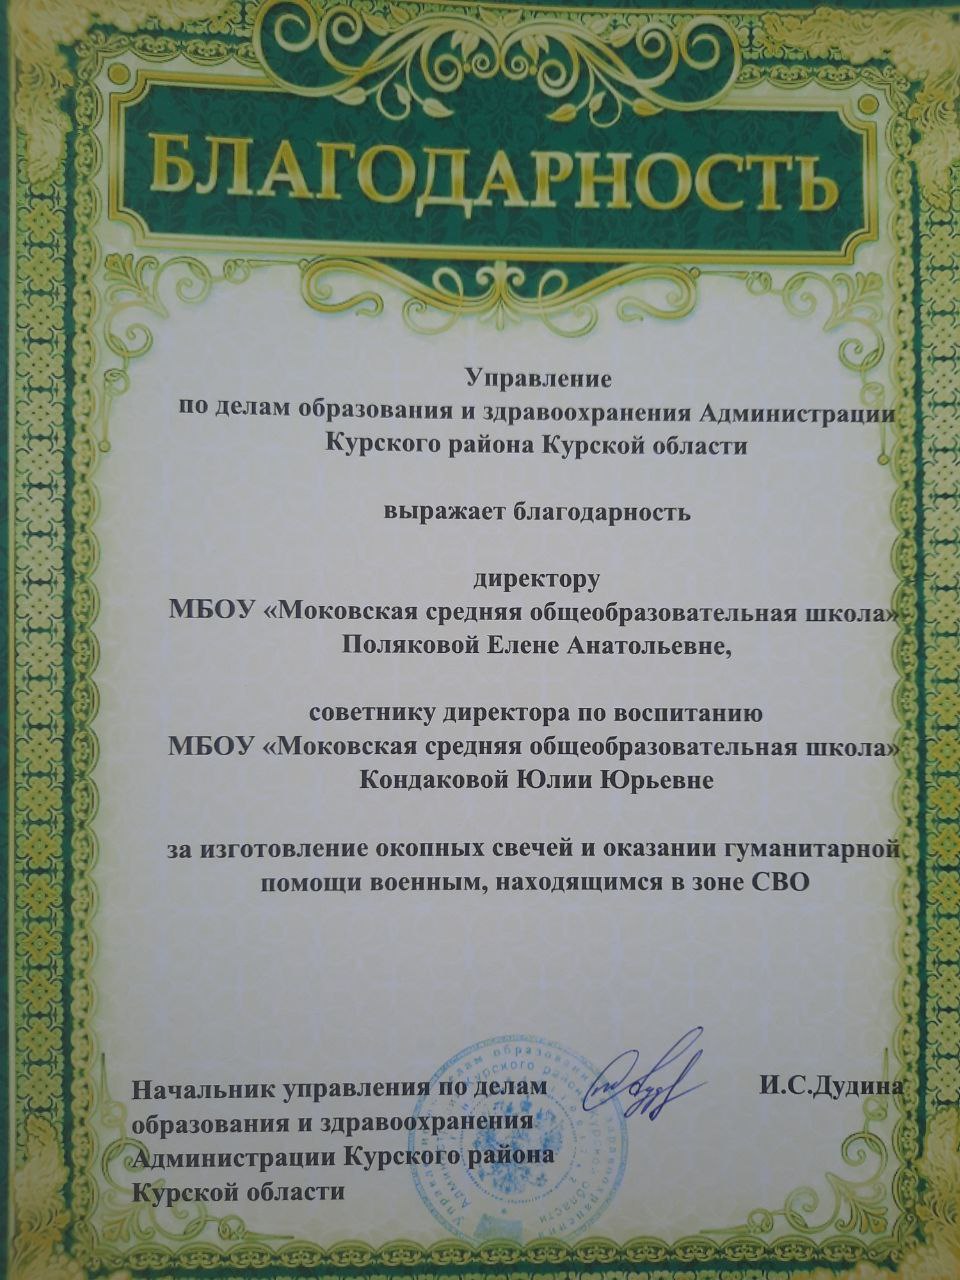 БЛАГОДАРНОСТЬ
Управление
по делам образования и здравоохранения Администрации
Курского района Курской области
выражает благодарность
директору
МБОУ «Моковская средняя общеобразовательная школа»
Поляковой Елене Анатольевне,
советнику директора по воспитанию
МБОУ «Моковская средняя общеобразовательная школа»
Кондаковой Юлии Юрьевне
за изготовление окопных свечей и оказании гуманитарной
помощи военным, находящимся в зоне СВО
Начальник управления по делам
образования и здравоохранения
Администрации Курского района
Курской области
И.С.Дудина